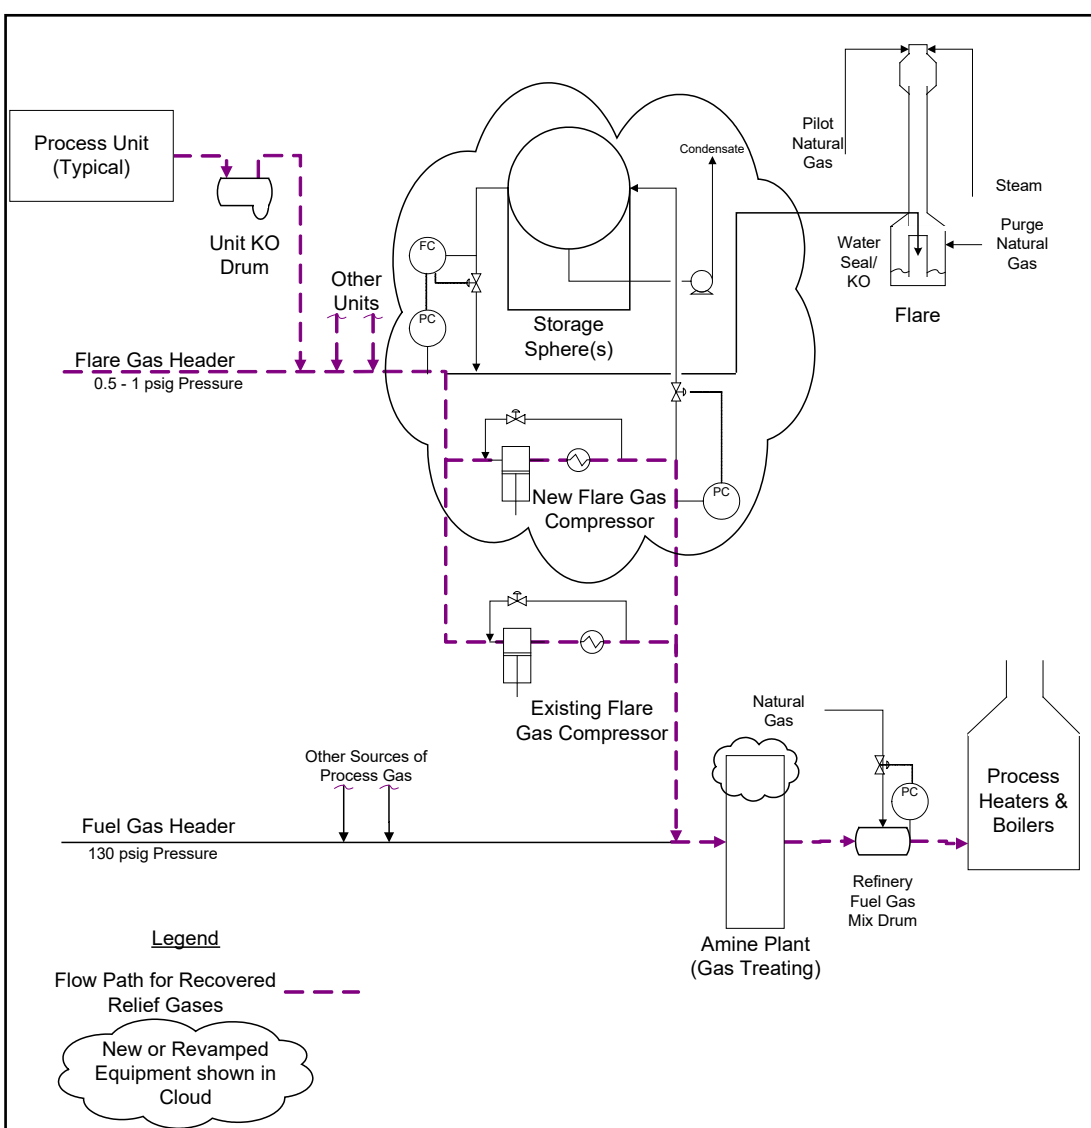 Process Unit
(Typical)
Unit KO
Drum
Other
Units
Flare Gas Header
0.5 - 1 psig Pressure
FC
PC
Storage
Sphere(s)
Condensate
Pilot
Natural
Gas
Steam
Water
Seal/
KO
Purge
Natural
Gas
Flare
New Flare Gas
Compressor
PC
Existing Flare
Gas Compressor
Other Sources of
Process Gas
Fuel Gas Header
130 psig Pressure
Natural
Gas
PC
Process
Heaters &
Boilers
Refinery
Fuel Gas
Mix Drum
Amine Plant
(Gas Treating)
Legend
Flow Path for Recovered
Relief Gases
New or Revamped
Equipment shown in
Cloud